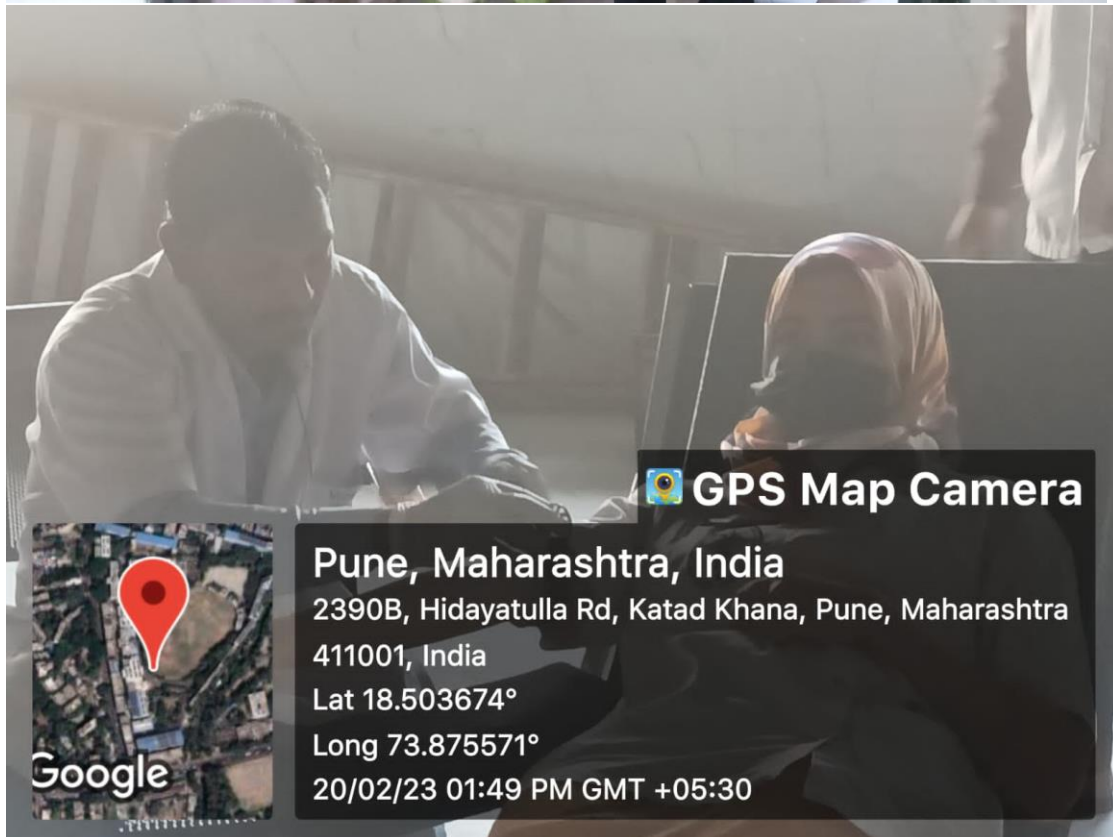 GPS Map Camera
Pune, Maharashtra, India
2390B, Hidayatulla Rd, Katad Khana, Pune, Maharashtra
411001, India
Lat 18.503674°
Long 73.875571°
20/02/23 01:49 PM GMT +05:30
Google